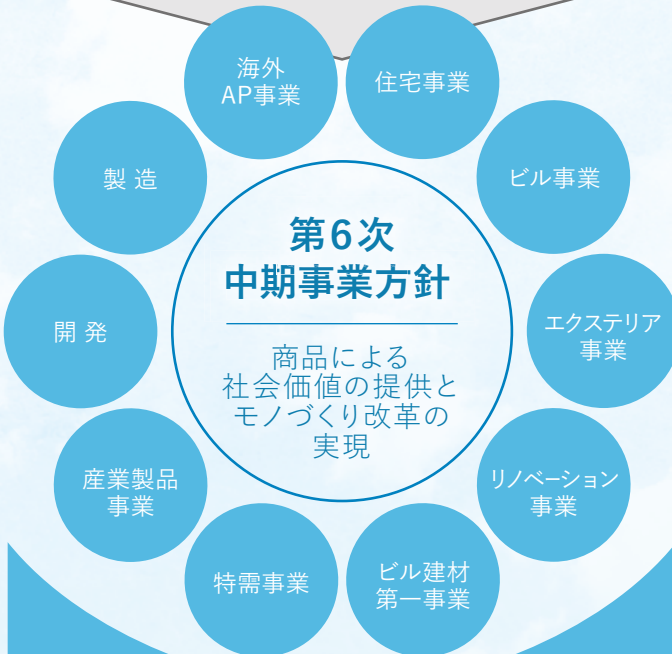 第6次
中期事業方針
商品による
社会価値の提供と
モノづくり改革の
実現
海外
AP事業
住宅事業
ビル事業
エクステリア
事業
リノベーション
事業
ビル建材
第一事業
特需事業
産業製品
事業
開 発
製 造